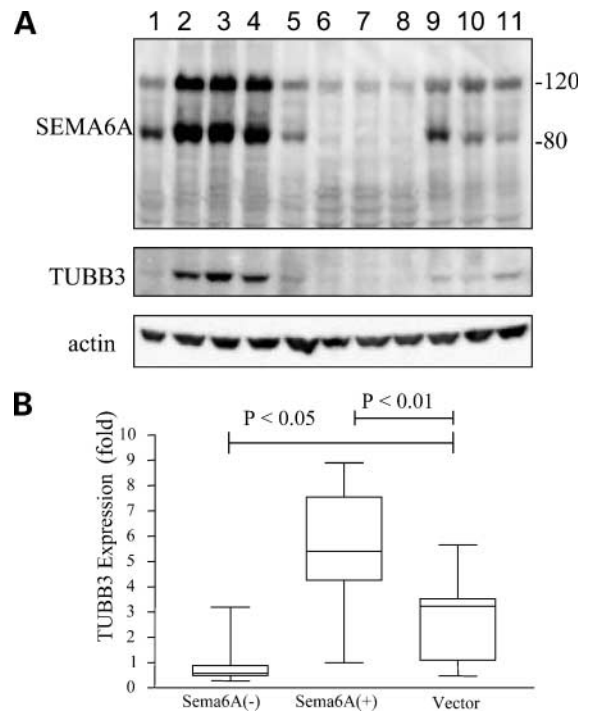 A
1 2 3 4 5 6 7 8 9 10 11
SEMA6A
-120
-80
TUBB3
actin
B
P < 0.05
P < 0.01
TUBB3 Expression (fold)
10
9
8
7
6
5
4
3
2
1
0
Sema6A(-) Sema6A(+) Vector